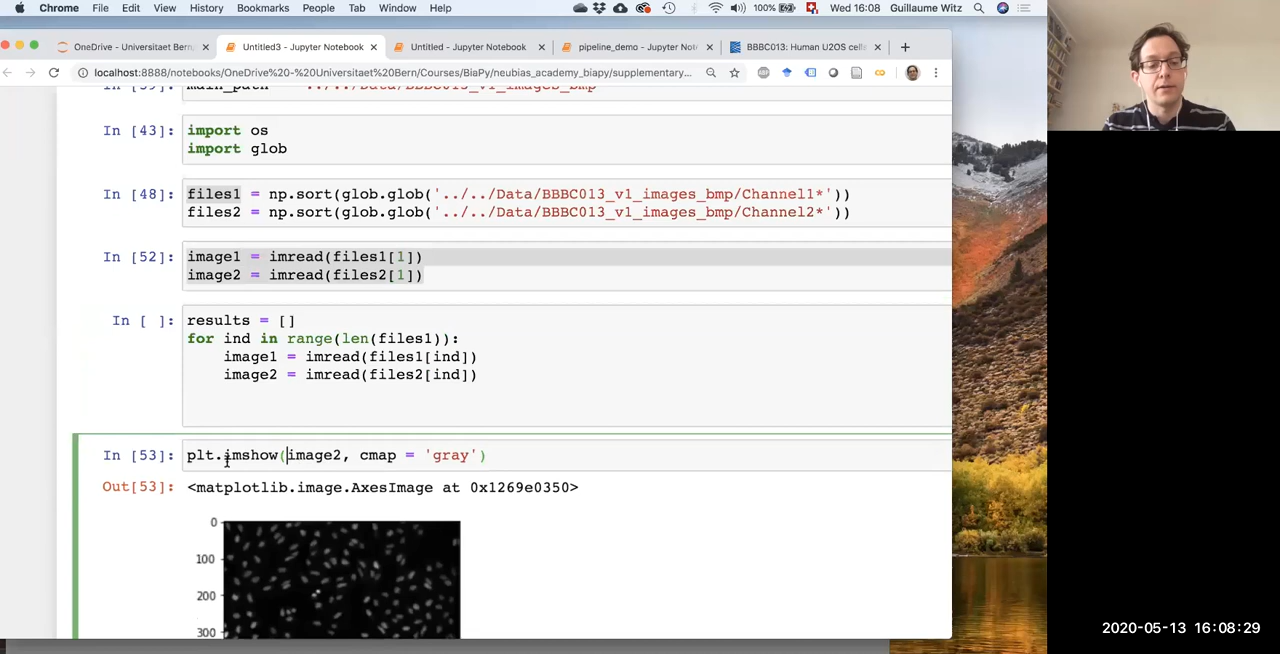 Chrome File Edit View History Bookmarks People Tab Window Help 100% Wed 16:08 Guillaume Witz
OneDrive - Universitaet Bern Untitled3 - Jupyter Notebook Untitled - Jupyter Notebook pipeline_demo - Jupyter Not BBBC013: Human U2OS cells
localhost:8888/notebooks/OneDrive%20-%20Universitaet%20Bern/Courses/BiaPy/neubias_academy_biapy/supplementary...
In [59]: main_path = '../../Data/BBBC013_v1_images_bmp'
In [43]: import os
import glob
In [48]: files1 = np.sort(glob.glob('../../Data/BBBC013_v1_images_bmp/Channel1*'))
files2 = np.sort(glob.glob('../../Data/BBBC013_v1_images_bmp/Channel2*'))
In [52]: image1 = imread(files1[1])
image2 = imread(files2[1])
In [ ]: results = []
for ind in range(len(files1)):
image1 = imread(files1[ind])
image2 = imread(files2[ind])
In [53]: plt.imshow(image2, cmap = 'gray')
Out[53]: <matplotlib.image.AxesImage at 0x1269e0350>
0
100
200
300
2020-05-13 16:08:29